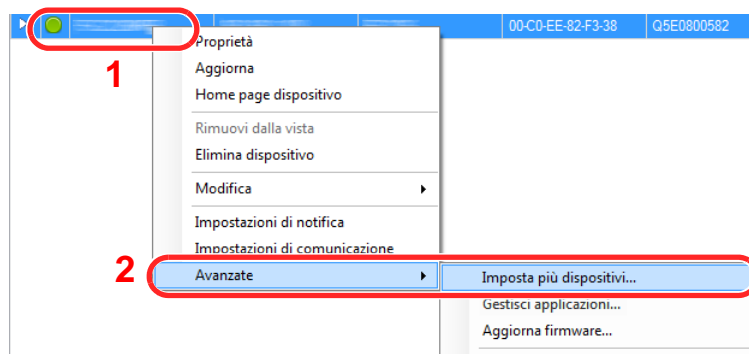 00-C0-EE-82-F3-38 Q5E0800582
1
Proprietà
Aggiorna
Home page dispositivo
Rimuovi dalla vista
Elimina dispositivo
Modifica
Impostazioni di notifica
Impostazioni di comunicazione
2
Avanzate
Imposta più dispositivi...
Gestisci applicazioni...
Aggiorna firmware...